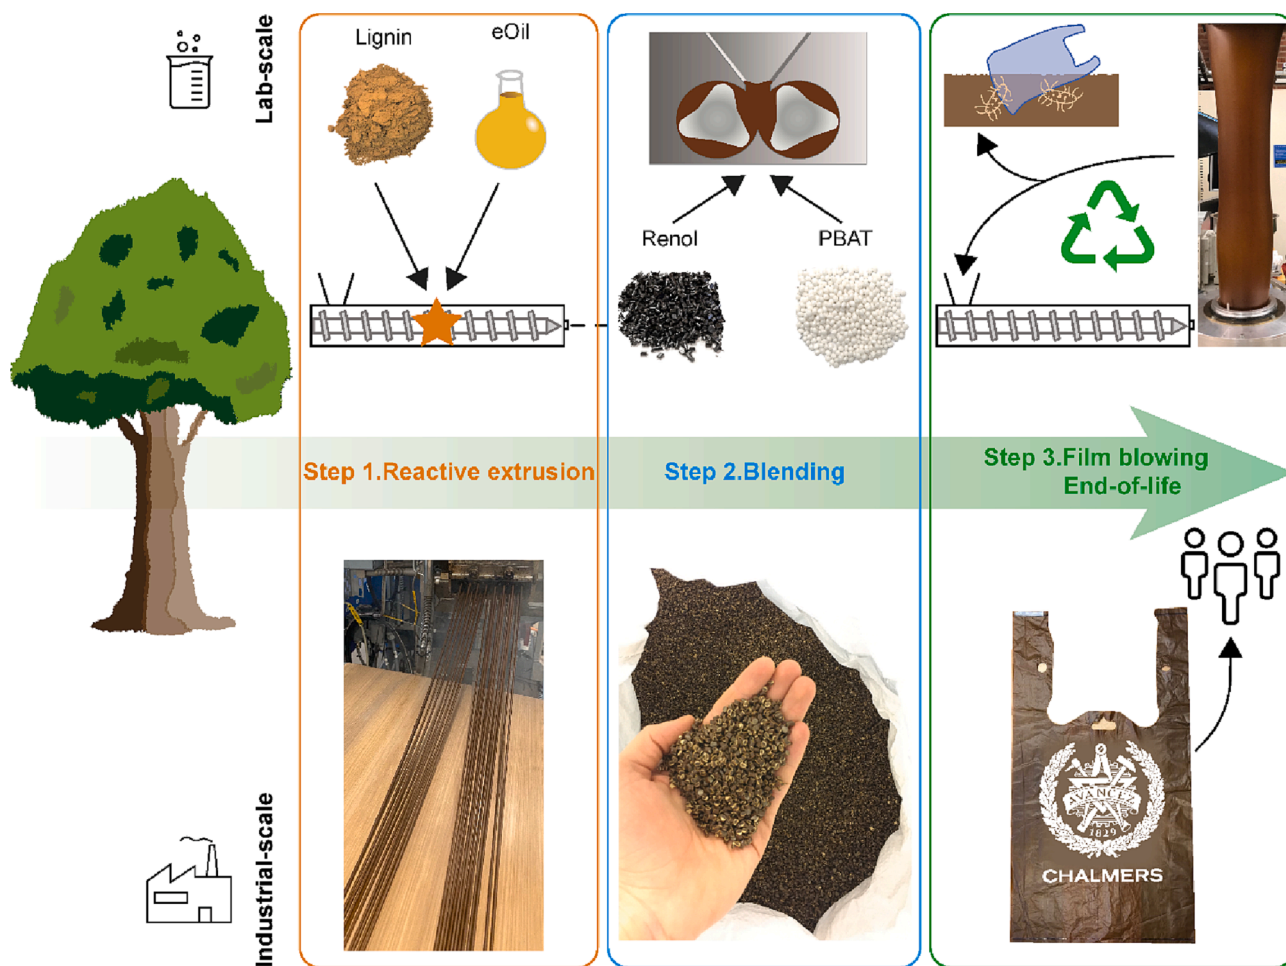 Lab-scale
Lignin
eOil
Renol
PBAT
Step 1.Reactive extrusion
Step 2.Blending
Step 3.Film blowing
End-of-life
Industrial-scale
AVANCEZ
1829
CHALMERS